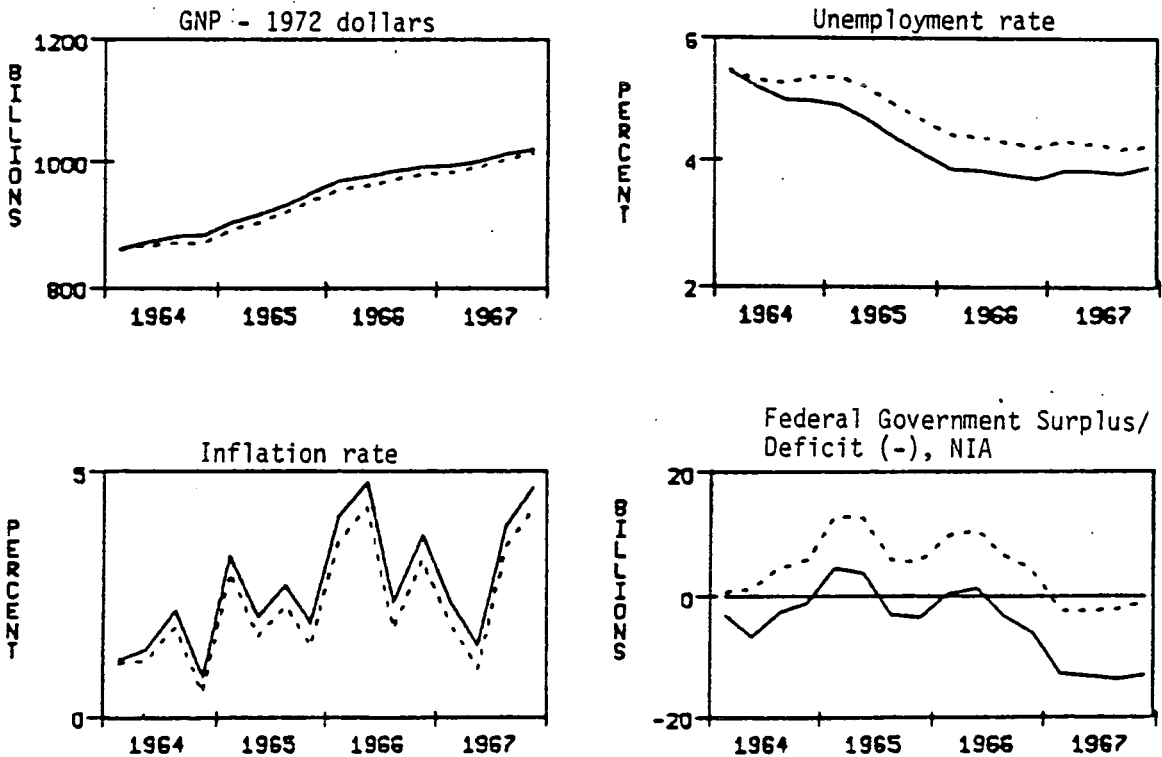 GNP - 1972 dollars
1200
1000
800
BILLIONS
1964 1965 1966 1967
Unemployment rate
6
4
2
PERCENT
1964 1965 1966 1967
Inflation rate
5
0
PERCENT
1964 1965 1966 1967
Federal Government Surplus/
Deficit (-), NIA
20
0
-20
BILLIONS
1964 1965 1966 1967